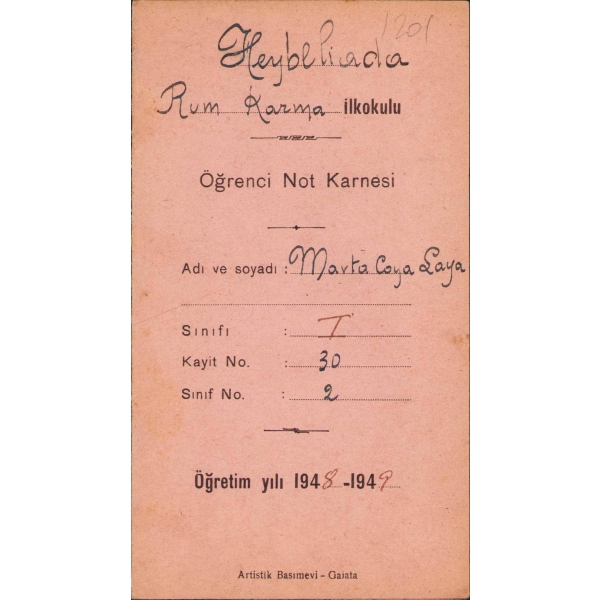 1201
Heybeliada
Rum Karma ilkokulu
Öğrenci Not Karnesi
Adı ve soyadı : Marta Coya Laya
Sınıfı : I
Kayit No. : 30
Sınıf No. : 2
Öğretim yılı 1948-1949
Artistik Basımevi - Galata